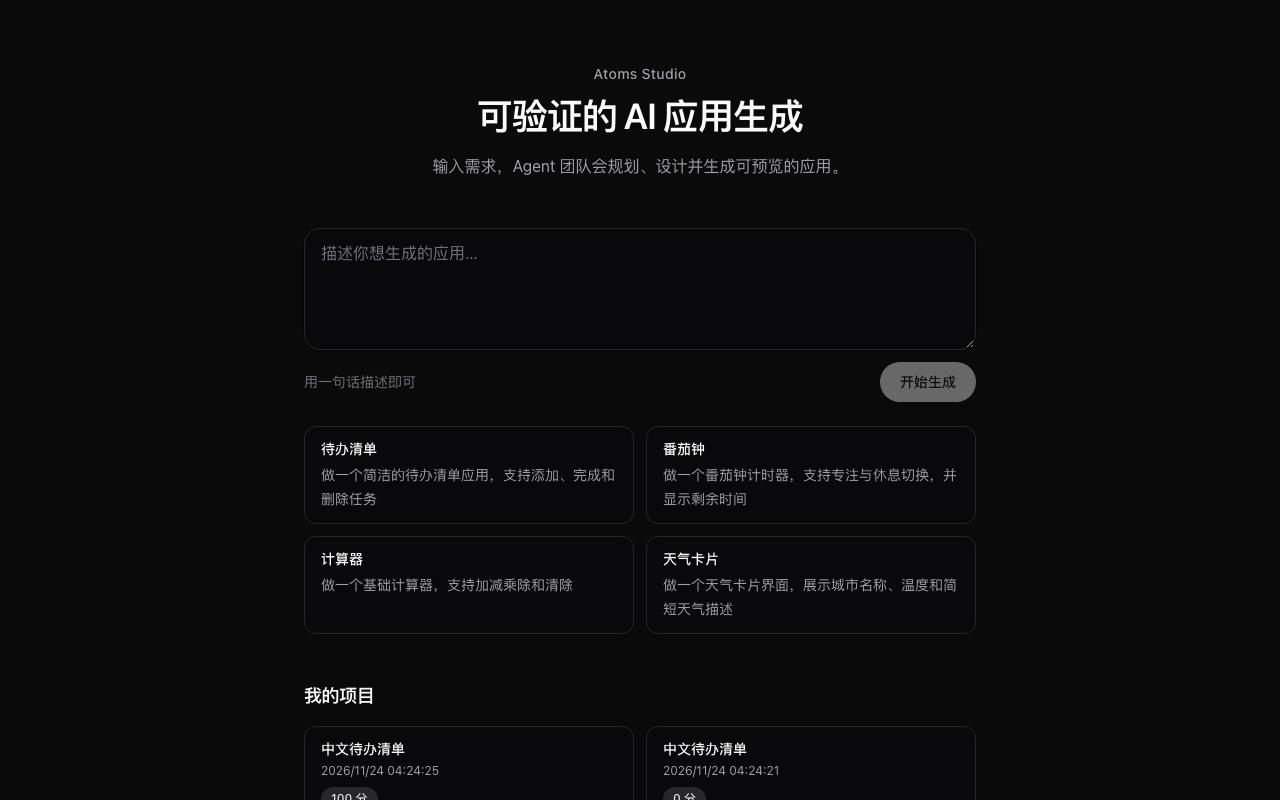 Atoms Studio
可验证的 AI 应用生成
输入需求，Agent 团队会规划、设计并生成可预览的应用。
描述你想生成的应用...
用一句话描述即可
开始生成
待办清单
做一个简洁的待办清单应用，支持添加、完成和
删除任务
番茄钟
做一个番茄钟计时器，支持专注与休息切换，并
显示剩余时间
计算器
做一个基础计算器，支持加减乘除和清除
天气卡片
做一个天气卡片界面，展示城市名称、温度和简
短天气描述
我的项目
中文待办清单
2026/11/24 04:24:25
100 分
中文待办清单
2026/11/24 04:24:21
0 分